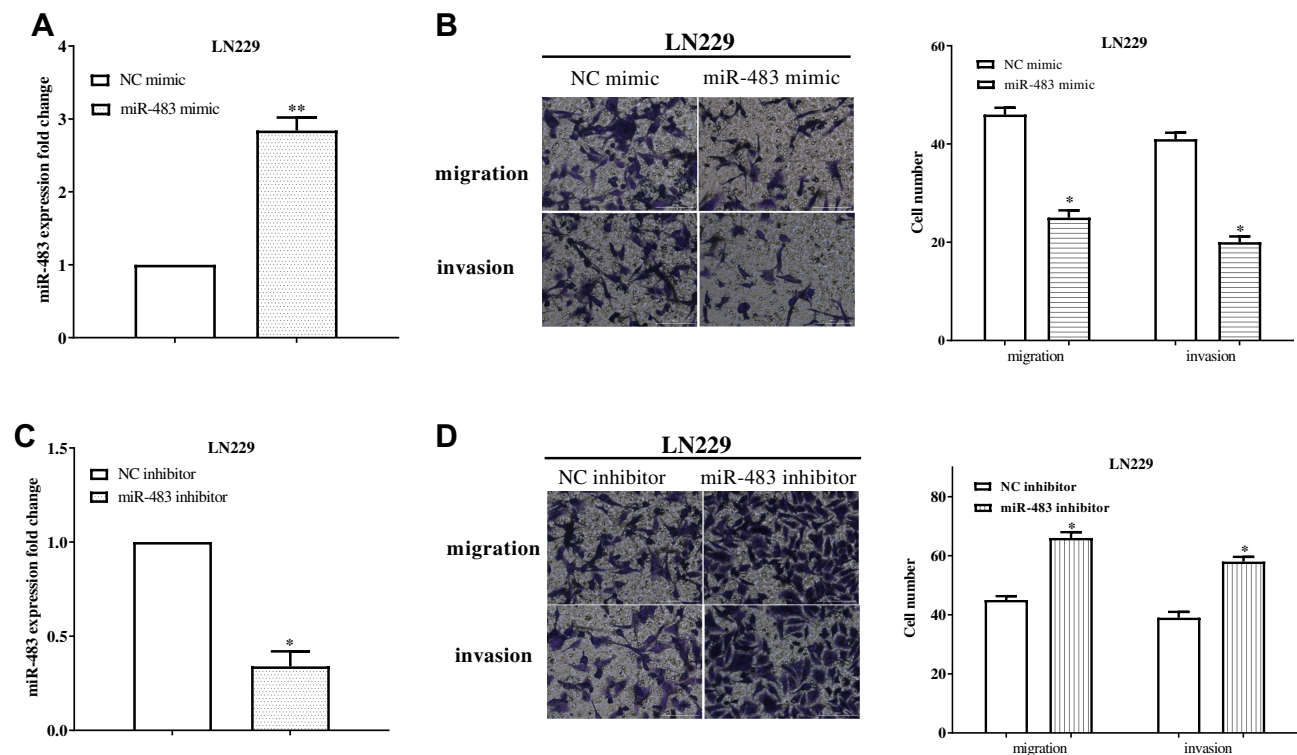 A
LN229
miR-483 expression fold change
4
3
2
1
0
NC mimic
miR-483 mimic
**
B
LN229
NC mimic
miR-483 mimic
migration
invasion
LN229
Cell number
60
40
20
0
NC mimic
miR-483 mimic
*
*
migration
invasion
C
LN229
miR-483 expression fold change
1.5
1.0
0.5
0.0
NC inhibitor
miR-483 inhibitor
*
D
LN229
NC inhibitor
miR-483 inhibitor
migration
invasion
LN229
Cell number
80
60
40
20
0
NC inhibitor
miR-483 inhibitor
*
*
migration
invasion